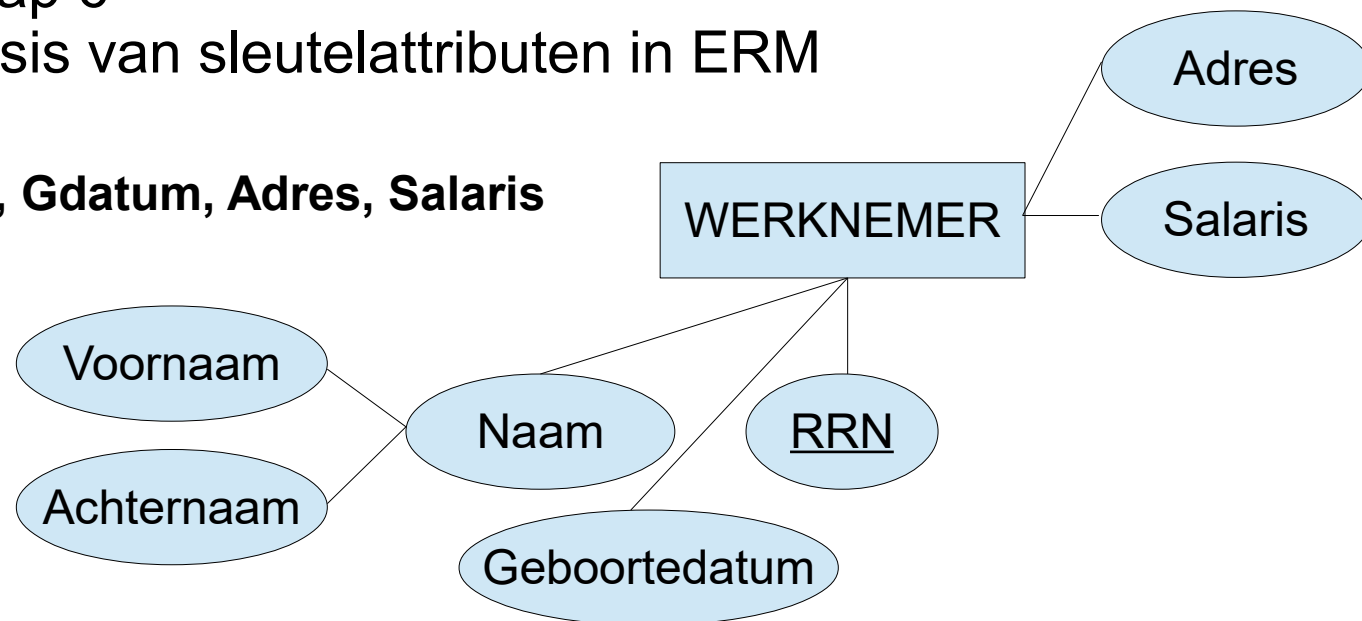 sis van sleutelattributen in ERM
, Gdatum, Adres, Salaris
Adres
WERKNEMER
Salaris
Voornaam
Naam
RRN
Achternaam
Geboortedatum